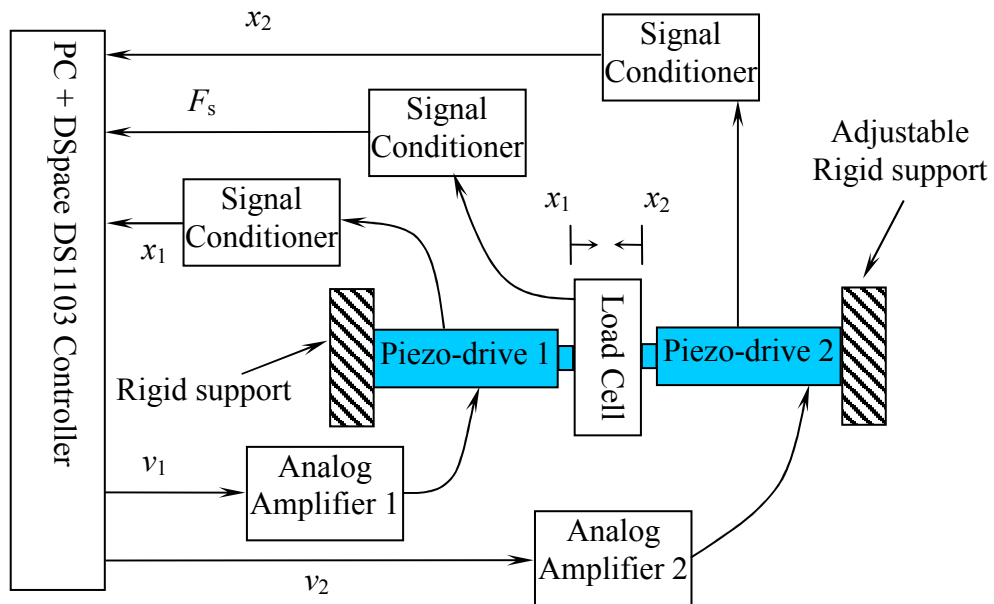 PC + DSpace DS1103 Controller
x2
Signal
Conditioner
Fs
Signal
Conditioner
Adjustable
Rigid support
x1
Signal
Conditioner
x1
x2
Load Cell
Piezo-drive 1
Piezo-drive 2
Rigid support
v1
Analog
Amplifier 1
v2
Analog
Amplifier 2